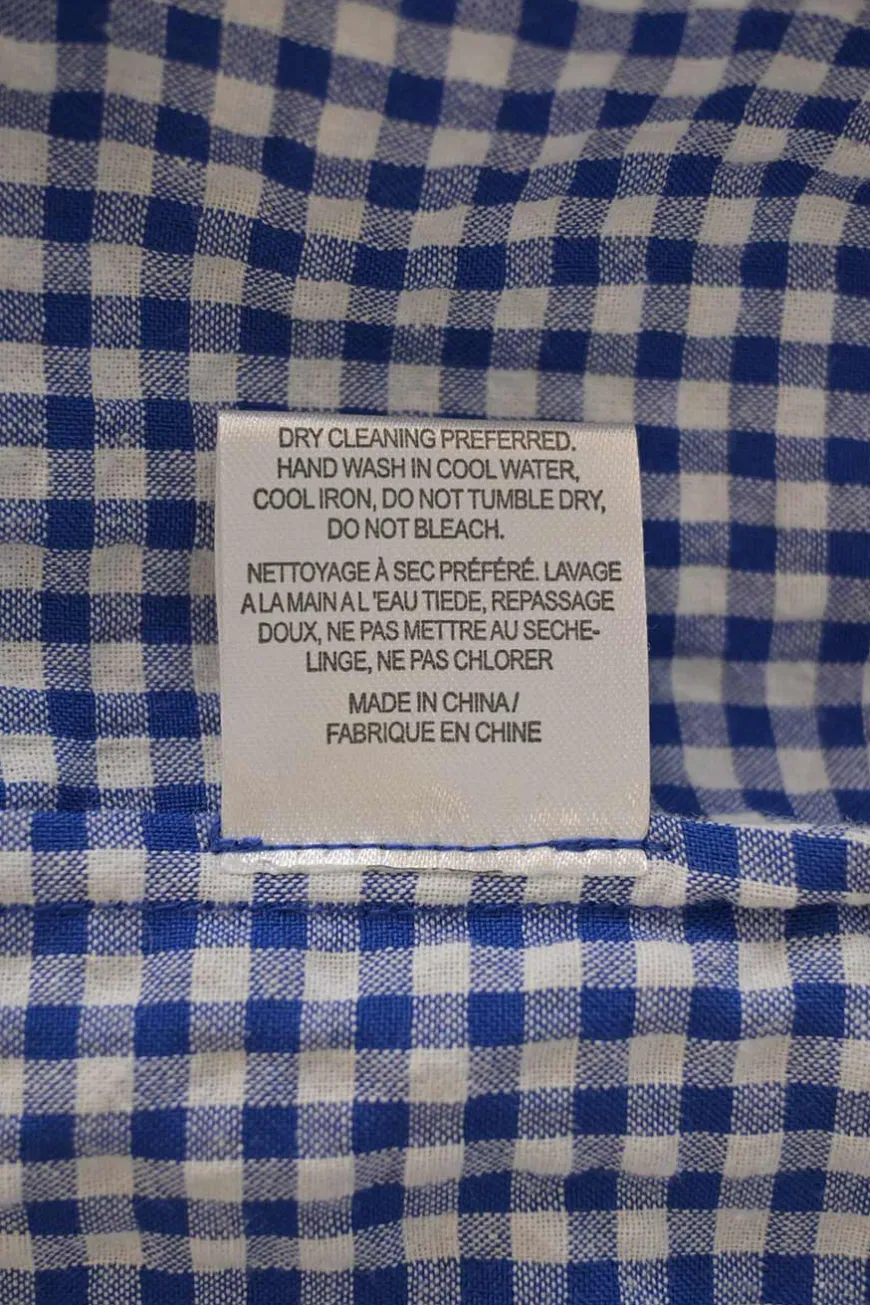 DRY CLEANING PREFERRED.
HAND WASH IN COOL WATER,
COOL IRON, DO NOT TUMBLE DRY,
DO NOT BLEACH.
NETTOYAGE À SEC PRÉFÉRÉ. LAVAGE
A LA MAIN A L'EAU TIEDE, REPASSAGE
DOUX, NE PAS METTRE AU SECHE-
LINGE, NE PAS CHLORER
MADE IN CHINA/
FABRIQUE EN CHINE